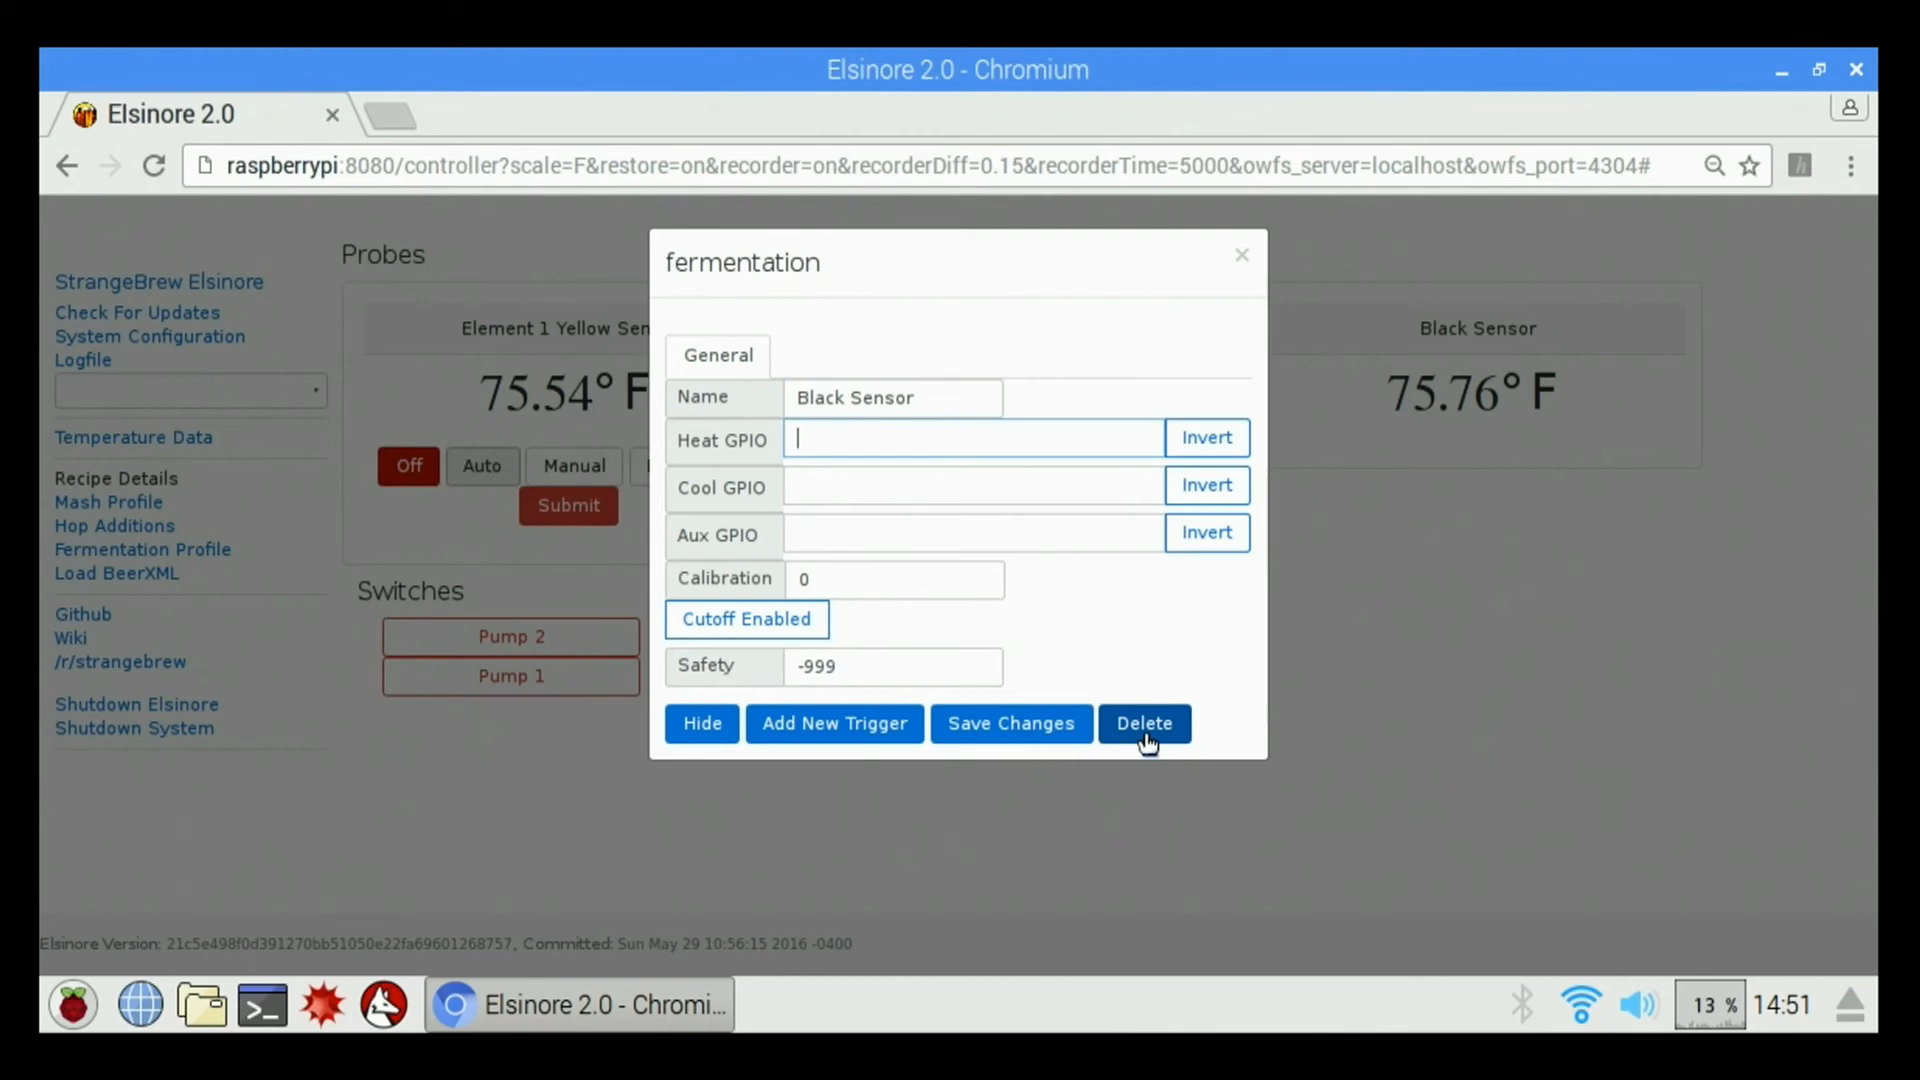 Elsinore 2.0 - Chromium
Elsinore 2.0
raspberrypi:8080/controller?scale=F&restore=on&recorder=on&recorderDiff=0.15&recorderTime=5000&owfs_server=localhost&owfs_port=4304#
StrangeBrew Elsinore
Check For Updates
System Configuration
Logfile
Temperature Data
Recipe Details
Mash Profile
Hop Additions
Fermentation Profile
Load BeerXML
Github
Wiki
/r/strangebrew
Shutdown Elsinore
Shutdown System
Probes
Element 1 Yellow Sen
75.54° F
Off Auto Manual
Submit
Switches
Pump 2
Pump 1
fermentation
General
Name Black Sensor
Heat GPIO Invert
Cool GPIO Invert
Aux GPIO Invert
Calibration 0
Cutoff Enabled
Safety -999
Hide Add New Trigger Save Changes Delete
Black Sensor
75.76° F
Elsinore Version: 21c5e498f0d391270bb51050e22fa69601268757, Committed: Sun May 29 10:56:15 2016 -0400
Elsinore 2.0 - Chromi...
13 % 14:51